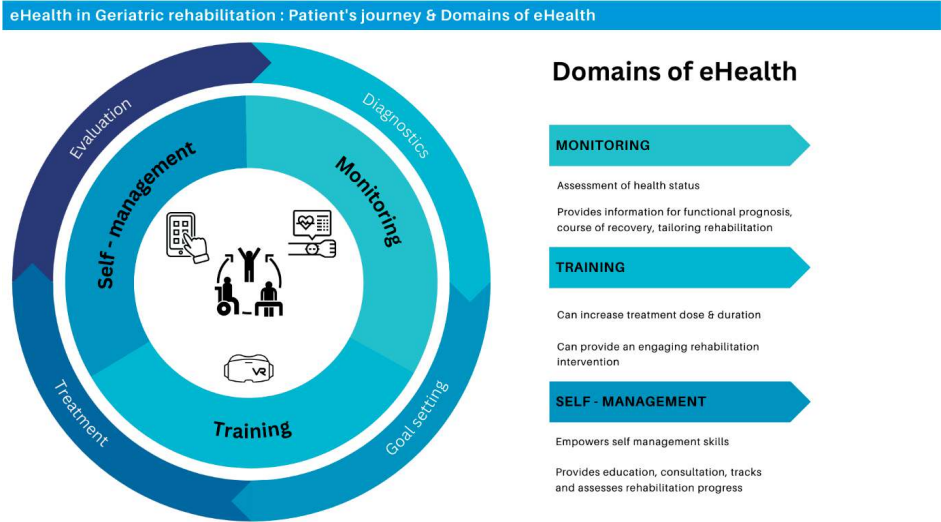 eHealth in Geriatric rehabilitation : Patient's journey & Domains of eHealth
Evaluation
Diagnostics
Goal setting
Treatment
Self - management
Monitoring
Training
VR
Domains of eHealth
MONITORING
Assessment of health status
Provides information for functional prognosis,
course of recovery, tailoring rehabilitation
TRAINING
Can increase treatment dose & duration
Can provide an engaging rehabilitation
intervention
SELF - MANAGEMENT
Empowers self management skills
Provides education, consultation, tracks
and assesses rehabilitation progress